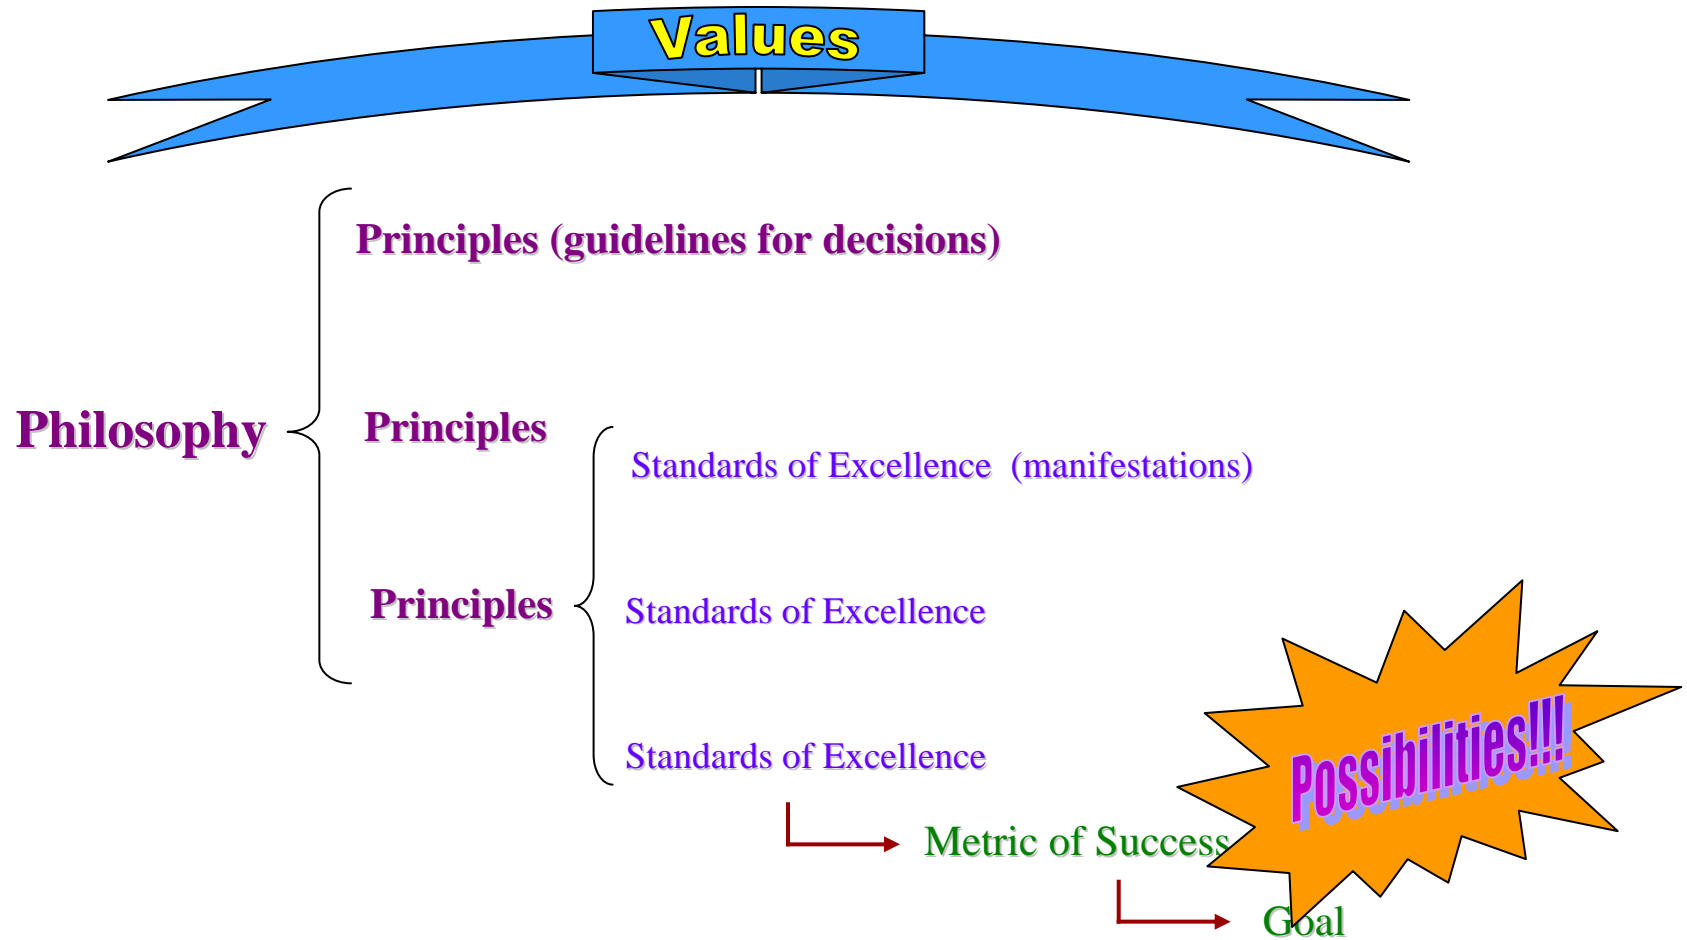 Values
Principles (guidelines for decisions)
Philosophy
Principles
Standards of Excellence  (manifestations)
Principles
Standards of Excellence
Possibilities!!!
Standards of Excellence
Metric of Success
Goal